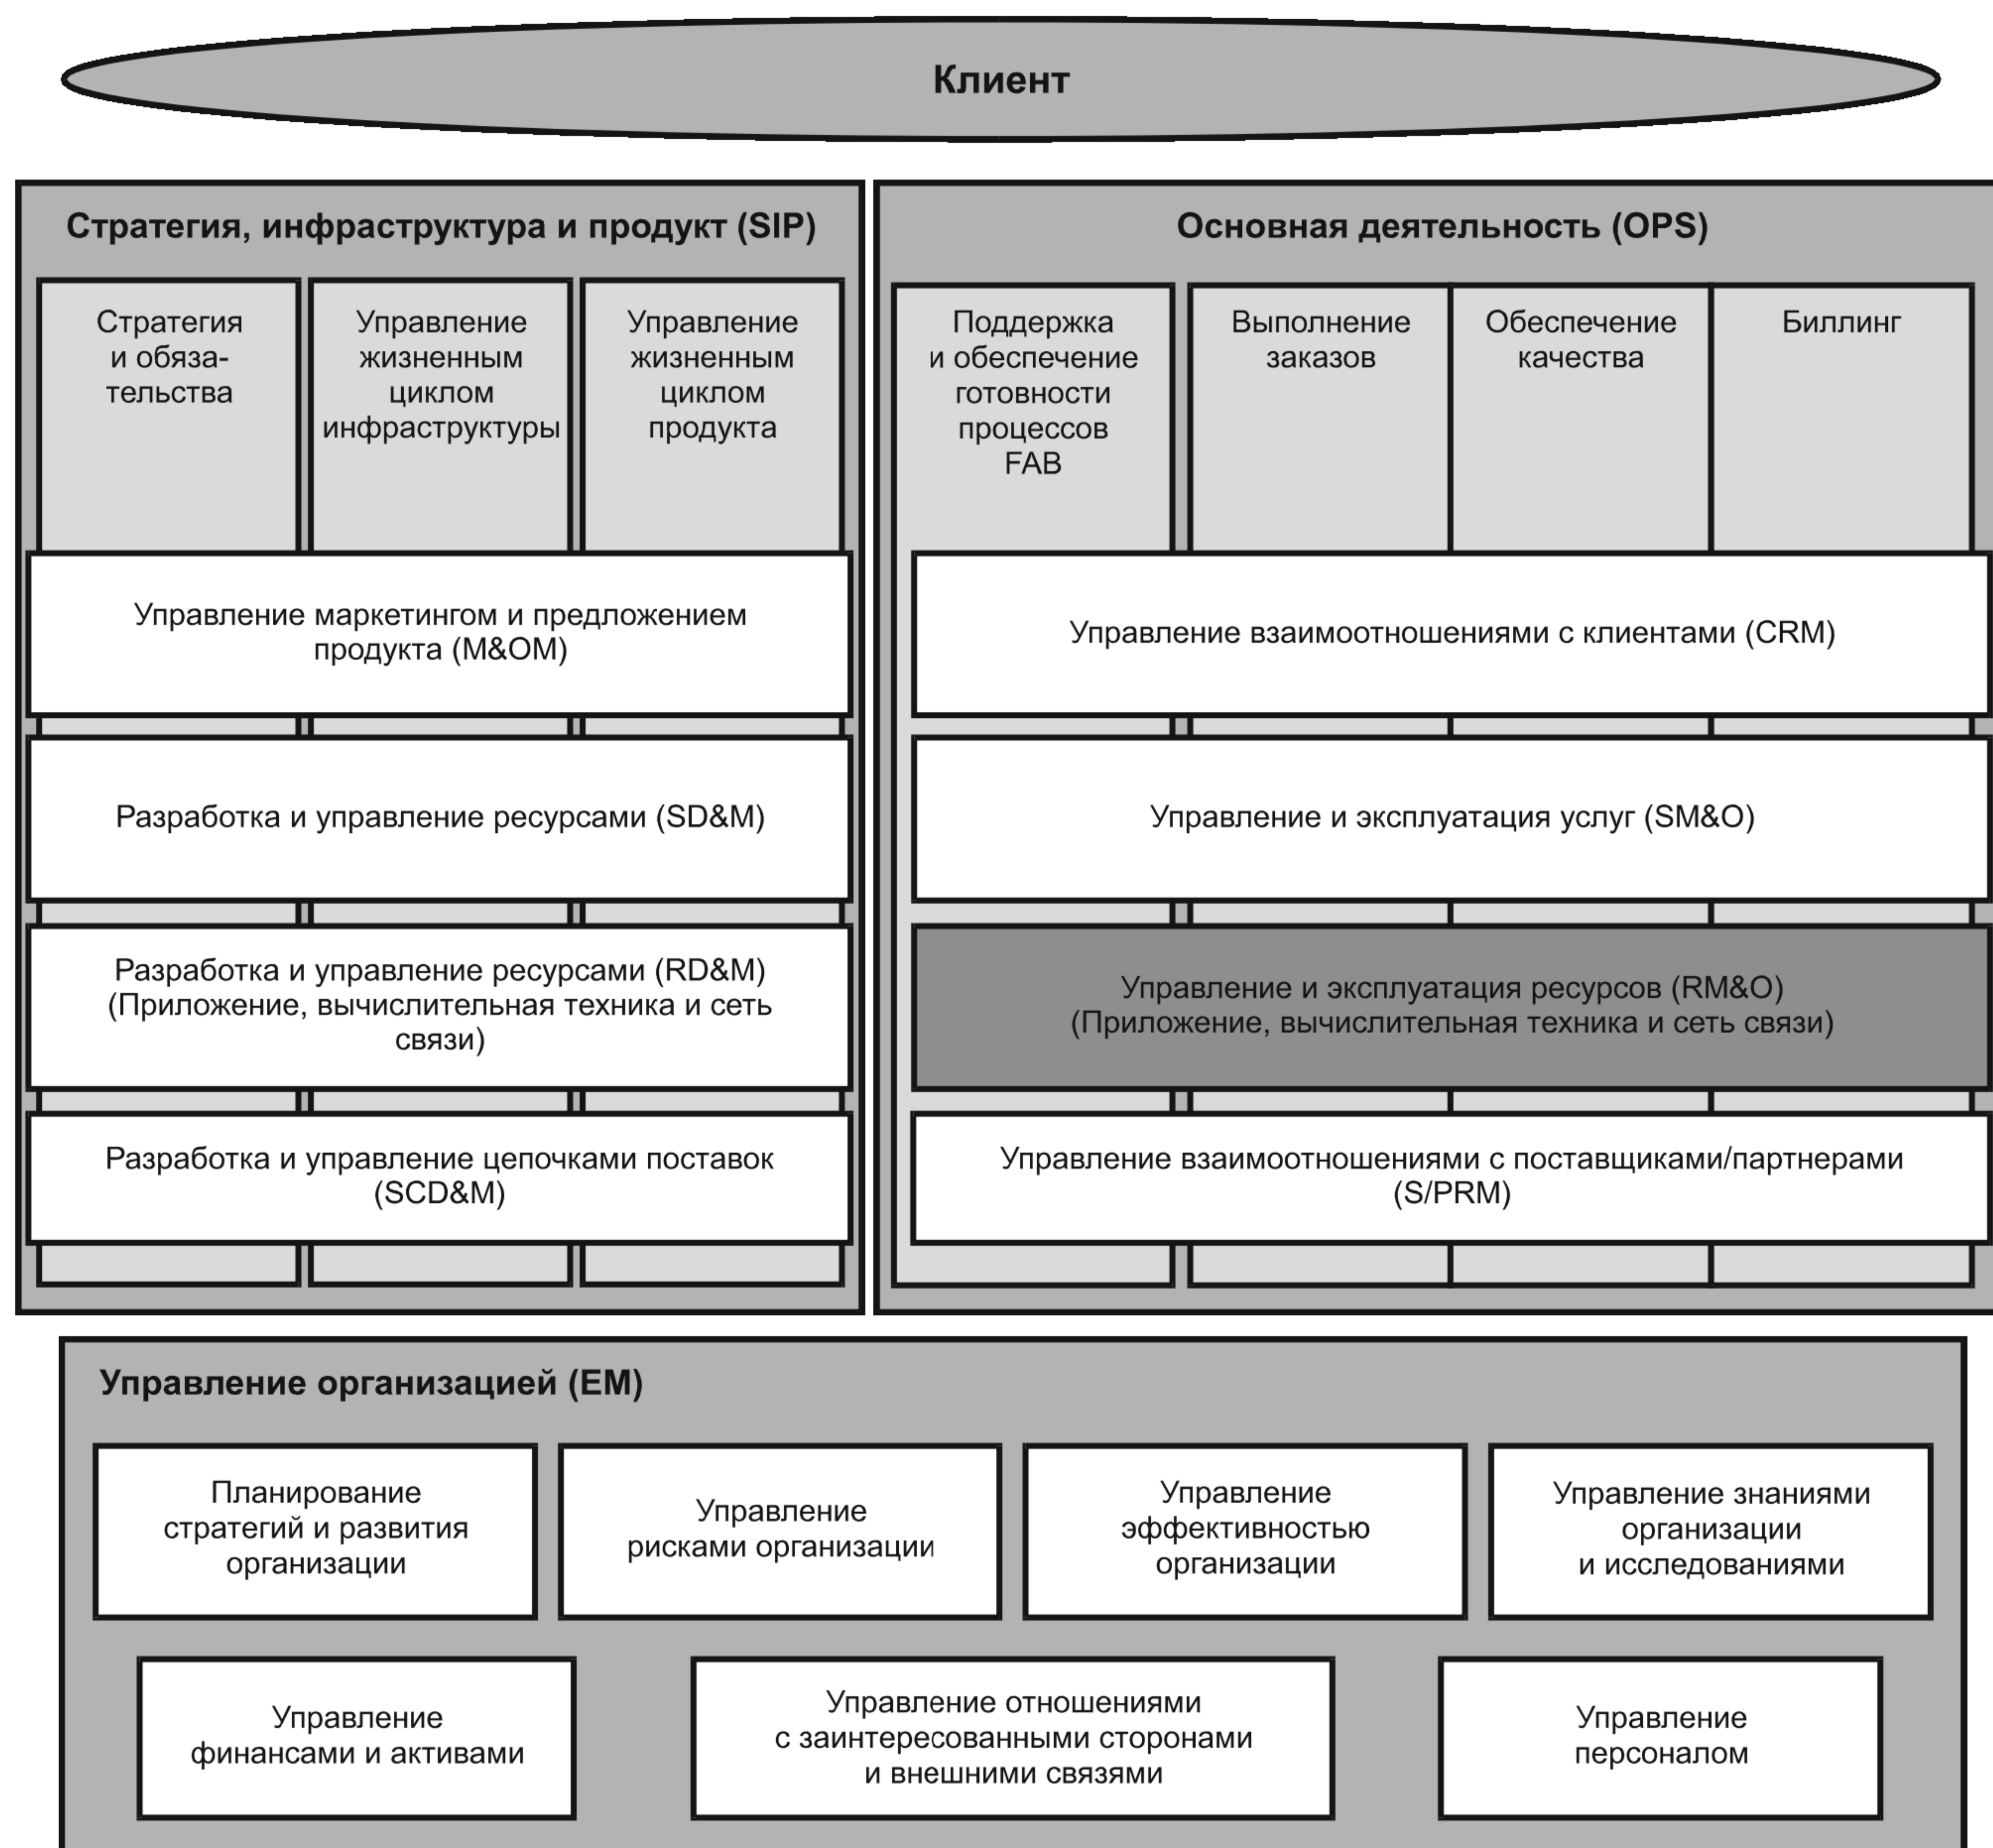 Клиент
Стратегия, инфраструктура и продукт (SIP)
Стратегия
и обяза-
тельства
Управление
жизненным
циклом
инфраструктуры
Управление
жизненным
циклом
продукта
Управление маркетингом и предложением
продукта (M&OM)
Разработка и управление ресурсами (SD&M)
Разработка и управление ресурсами (RD&M)
(Приложение, вычислительная техника и сеть
связи)
Разработка и управление цепочками поставок
(SCD&M)
Основная деятельность (OPS)
Поддержка
и обеспечение
готовности
процессов
FAB
Выполнение
заказов
Обеспечение
качества
Биллинг
Управление взаимоотношениями с клиентами (CRM)
Управление и эксплуатация услуг (SM&O)
Управление и эксплуатация ресурсов (RM&O)
(Приложение, вычислительная техника и сеть связи)
Управление взаимоотношениями с поставщиками/партнерами
(S/PRM)
Управление организацией (EM)
Планирование
стратегий и развития
организации
Управление
рисками организации
Управление
эффективностью
организации
Управление знаниями
организации
и исследованиями
Управление
финансами и активами
Управление отношениями
с заинтересованными сторонами
и внешними связями
Управление
персоналом